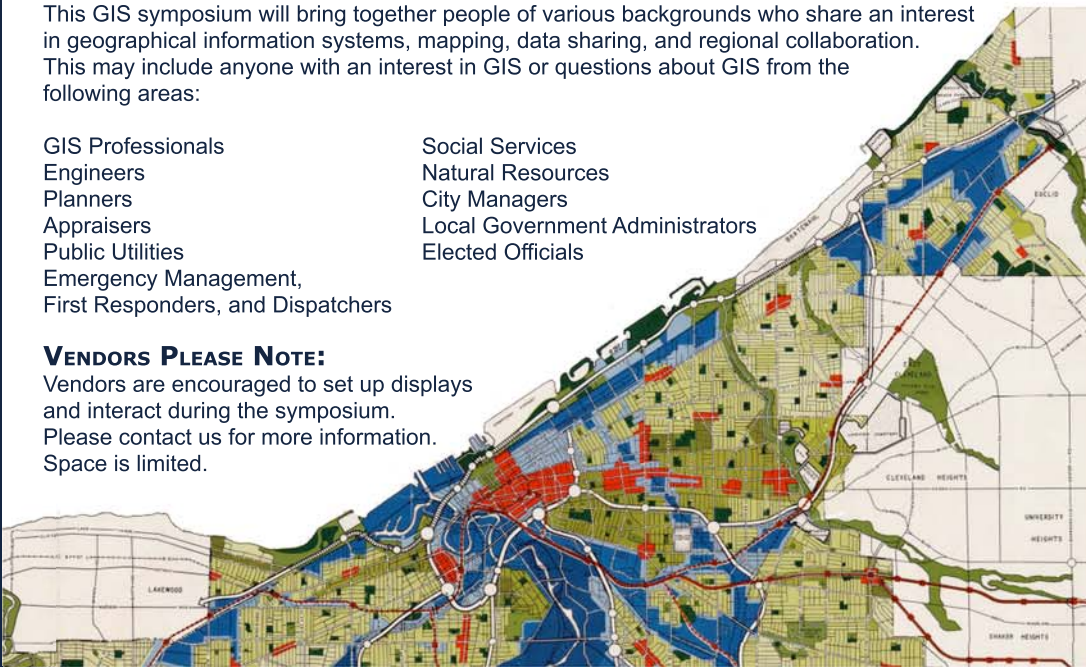 This GIS symposium will bring together people of various backgrounds who share an interest
in geographical information systems, mapping, data sharing, and regional collaboration.
This may include anyone with an interest in GIS or questions about GIS from the
following areas:
GIS Professionals
Engineers
Planners
Appraisers
Public Utilities
Emergency Management,
First Responders, and Dispatchers
Social Services
Natural Resources
City Managers
Local Government Administrators
Elected Officials
VENDORS PLEASE NOTE:
Vendors are encouraged to set up displays
and interact during the symposium.
Please contact us for more information.
Space is limited.
EUCLID
BRATENAHL
EAST
CLEVELAND
CLEVELAND HEIGHTS
UNIVERSITY
HEIGHTS
LAKEWOOD
SHAKER HEIGHTS